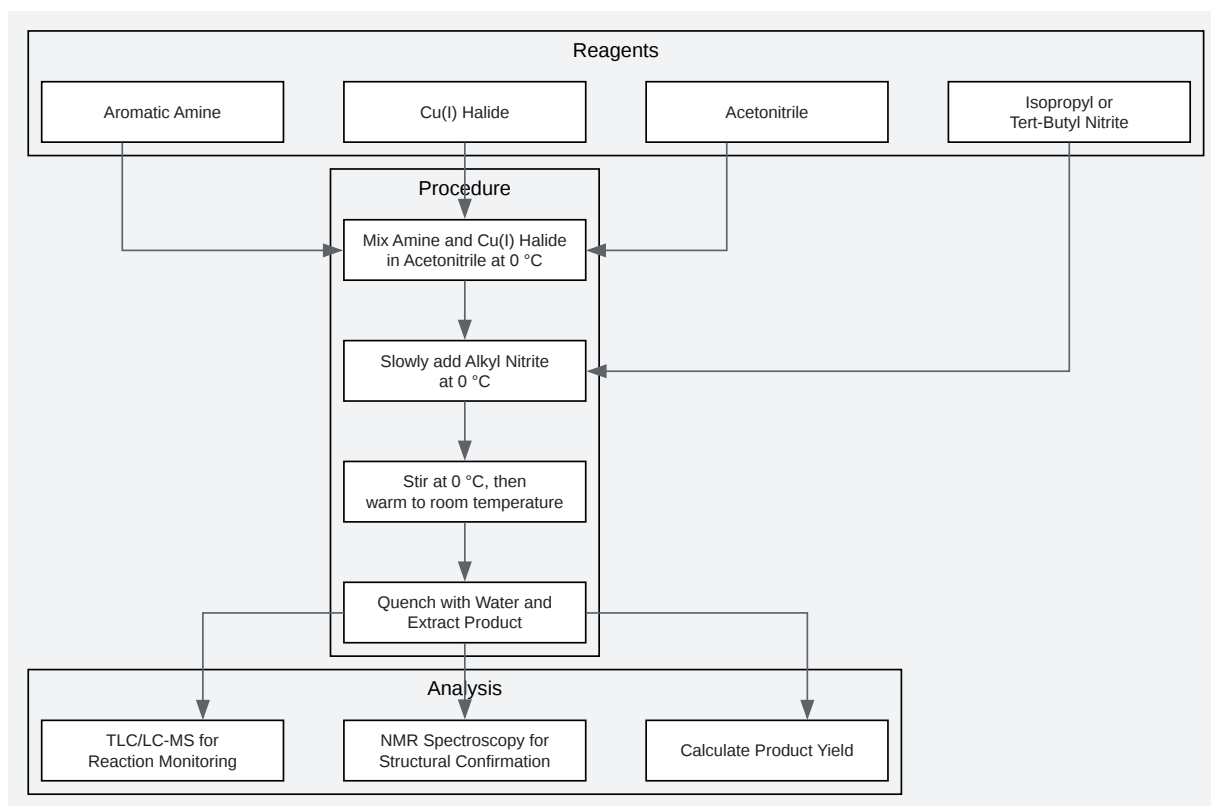 Reagents
Aromatic Amine
Cu(I) Halide
Acetonitrile
Isopropyl or
Tert-Butyl Nitrite
Procedure
Mix Amine and Cu(I) Halide
in Acetonitrile at 0 °C
Slowly add Alkyl Nitrite
at 0 °C
Stir at 0 °C, then
warm to room temperature
Quench with Water and
Extract Product
Analysis
TLC/LC-MS for
Reaction Monitoring
NMR Spectroscopy for
Structural Confirmation
Calculate Product Yield